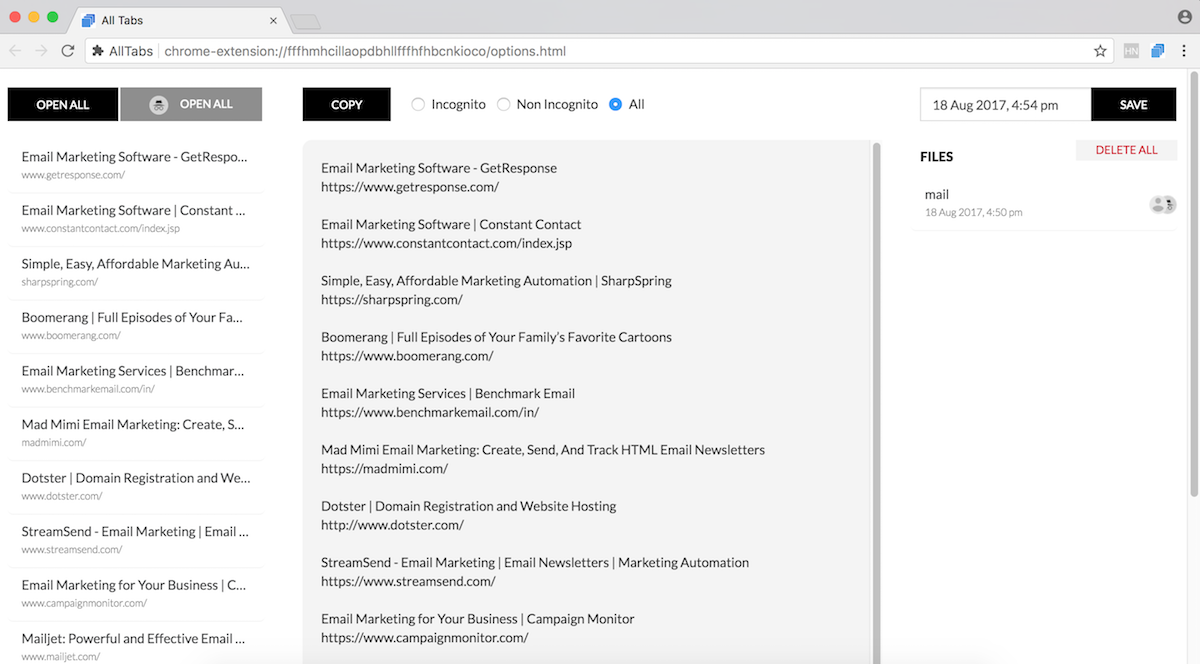 All Tabs
AllTabs chrome-extension://fffhmhcillaopdbhllfffhfhbcnkioco/options.html
HN
OPEN ALL
OPEN ALL
Email Marketing Software - GetRespo...
www.getresponse.com/
Email Marketing Software | Constant ...
www.constantcontact.com/index.jsp
Simple, Easy, Affordable Marketing Au...
sharpspring.com/
Boomerang | Full Episodes of Your Fa...
www.boomerang.com/
Email Marketing Services | Benchmar...
www.benchmarkemail.com/in/
Mad Mimi Email Marketing: Create, S...
madmimi.com/
Dotster | Domain Registration and We...
www.dotster.com/
StreamSend - Email Marketing | Email ...
www.streamsend.com/
Email Marketing for Your Business | C...
www.campaignmonitor.com/
Mailjet: Powerful and Effective Email ...
www.mailjet.com/
COPY
Incognito
Non Incognito
All
Email Marketing Software - GetResponse
https://www.getresponse.com/
Email Marketing Software | Constant Contact
https://www.constantcontact.com/index.jsp
Simple, Easy, Affordable Marketing Automation | SharpSpring
https://sharpspring.com/
Boomerang | Full Episodes of Your Family’s Favorite Cartoons
https://www.boomerang.com/
Email Marketing Services | Benchmark Email
https://www.benchmarkemail.com/in/
Mad Mimi Email Marketing: Create, Send, And Track HTML Email Newsletters
https://madmimi.com/
Dotster | Domain Registration and Website Hosting
http://www.dotster.com/
StreamSend - Email Marketing | Email Newsletters | Marketing Automation
https://www.streamsend.com/
Email Marketing for Your Business | Campaign Monitor
https://www.campaignmonitor.com/
18 Aug 2017, 4:54 pm
SAVE
FILES
DELETE ALL
mail
18 Aug 2017, 4:50 pm